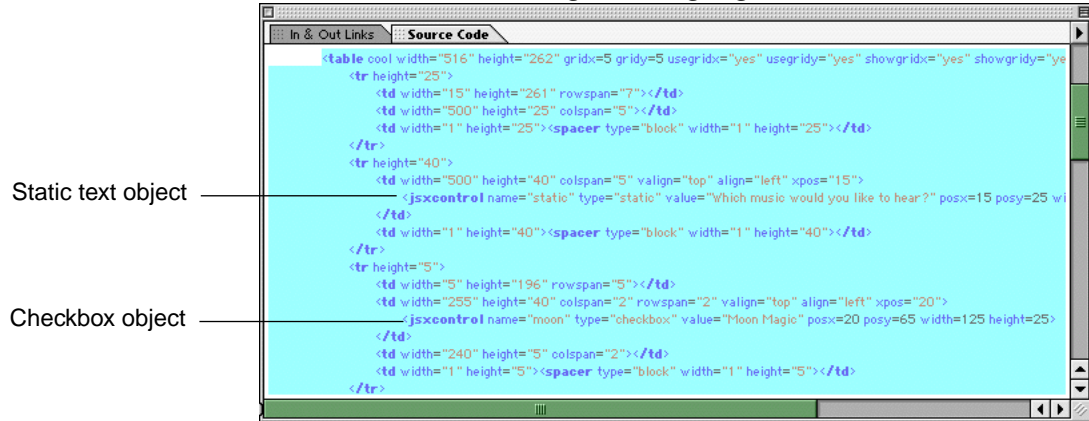 In & Out Links
Source Code
<table cool width="516" height="262" gridx=5 gridy=5 usegridx="yes" usegridy="yes" showgridx="yes" showgridy="ye
<tr height="25">
<td width="15" height="261" rowspan="7"></td>
<td width="500" height="25" colspan="5"></td>
<td width="1" height="25"><spacer type="block" width="1" height="25"></td>
</tr>
<tr height="40">
<td width="500" height="40" colspan="5" valign="top" align="left" xpos="15">
Static text object
<jsxcontrol name="static" type="static" value="Which music would you like to hear?" posx=15 posy=25 wi
</td>
<td width="1" height="40"><spacer type="block" width="1" height="40"></td>
</tr>
<tr height="5">
<td width="5" height="196" rowspan="5"></td>
<td width="255" height="40" colspan="2" rowspan="2" valign="top" align="left" xpos="20">
Checkbox object
<jsxcontrol name="moon" type="checkbox" value="Moon Magic" posx=20 posy=65 width=125 height=25>
</td>
<td width="240" height="5" colspan="2"></td>
<td width="1" height="5"><spacer type="block" width="1" height="5"></td>
</tr>